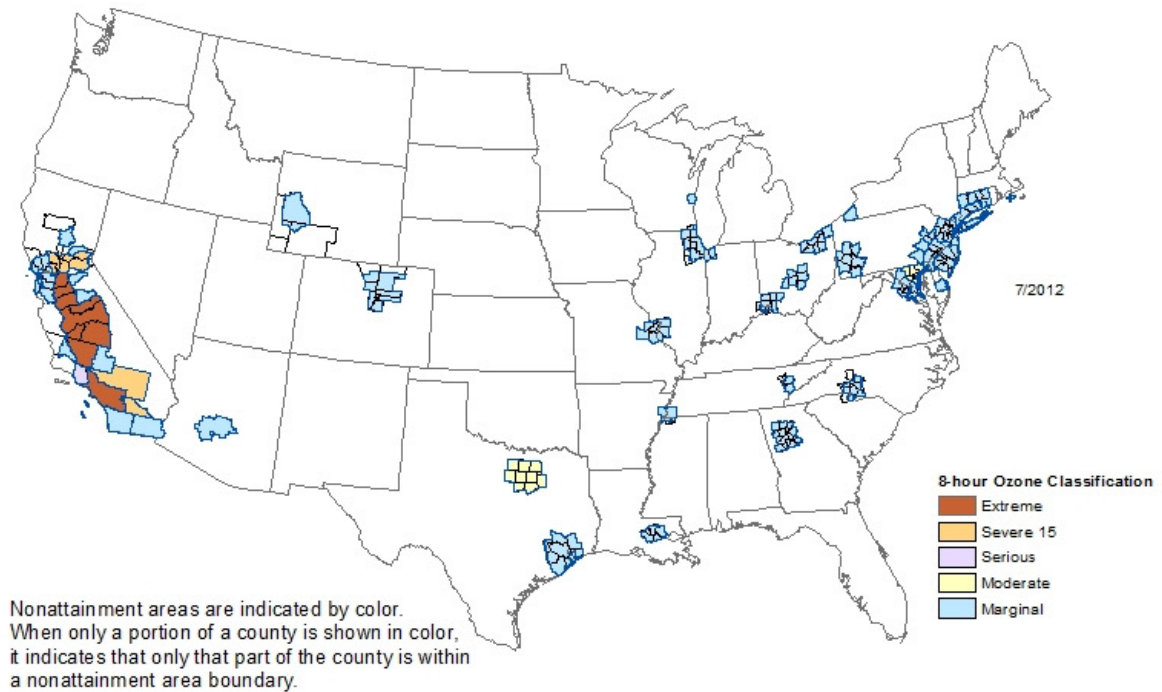 7/2012
8-hour Ozone Classification
Extreme
Severe 15
Serious
Moderate
Marginal
Nonattainment areas are indicated by color.
When only a portion of a county is shown in color,
it indicates that only that part of the county is within
a nonattainment area boundary.